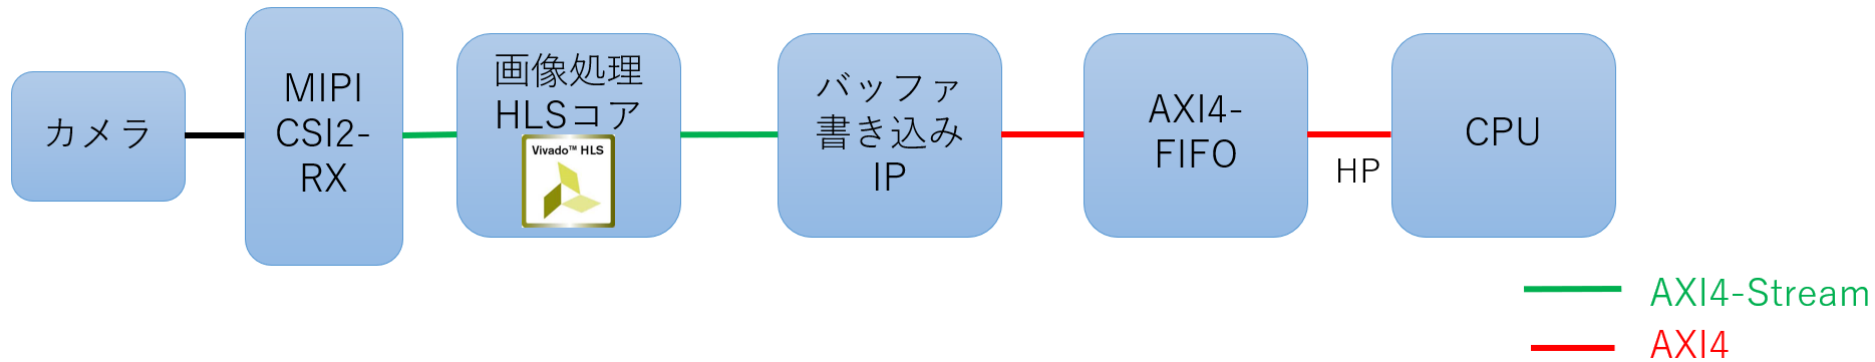 カメラ
MIPI
CSI2-
RX
画像処理
HLSコア
Vivado™ HLS
バッファ
書き込み
IP
AXI4-
FIFO
HP
CPU
AXI4-Stream
AXI4